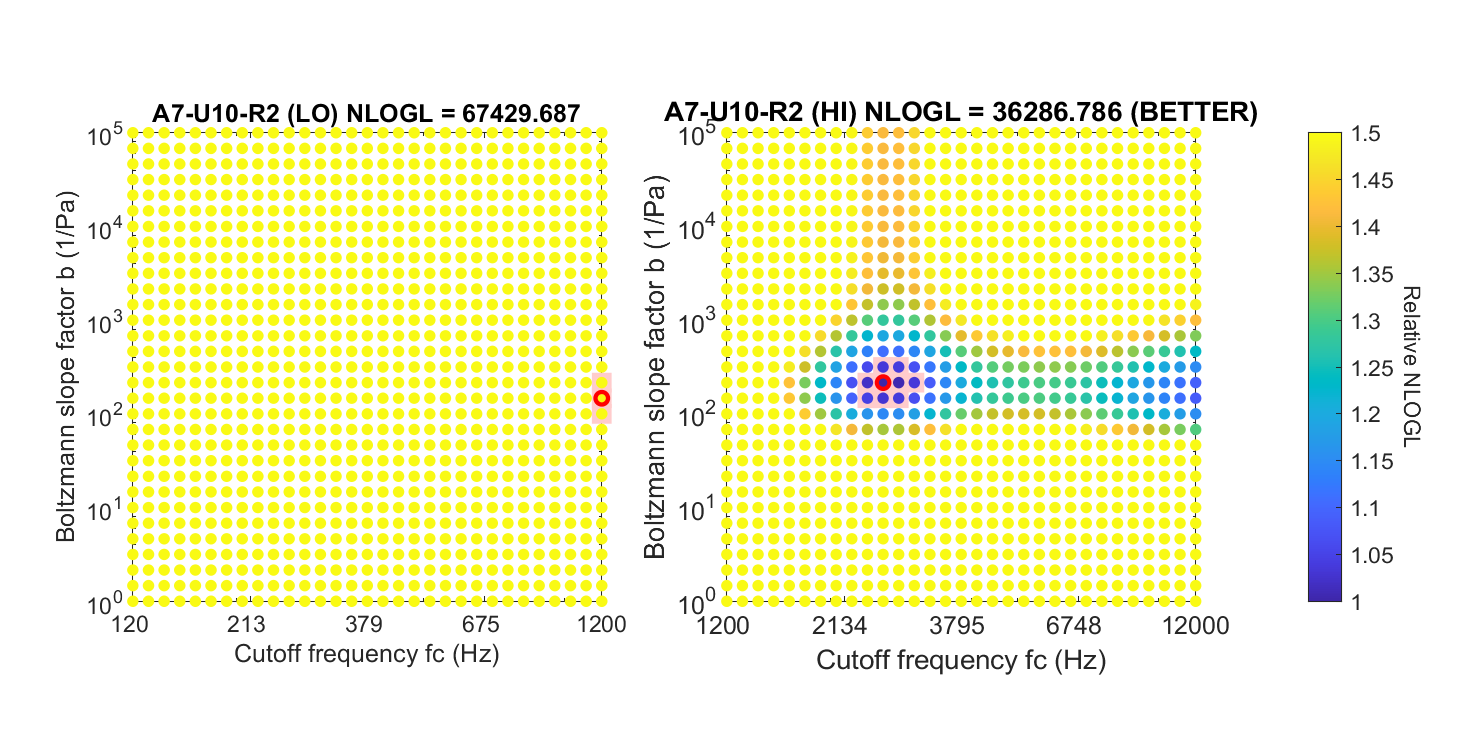 A7-U10-R2 (LO) NLOGL = 67429.687
10^5
10^4
10^3
10^2
10^1
10^0
Boltzmann slope factor b (1/Pa)
120 213 379 675 1200
Cutoff frequency fc (Hz)
A7-U10-R2 (HI) NLOGL = 36286.786 (BETTER)
10^5
10^4
10^3
10^2
10^1
10^0
Boltzmann slope factor b (1/Pa)
1200 2134 3795 6748 12000
Cutoff frequency fc (Hz)
1.5
1.45
1.4
1.35
1.3
1.25
1.2
1.15
1.1
1.05
1
Relative NLOGL